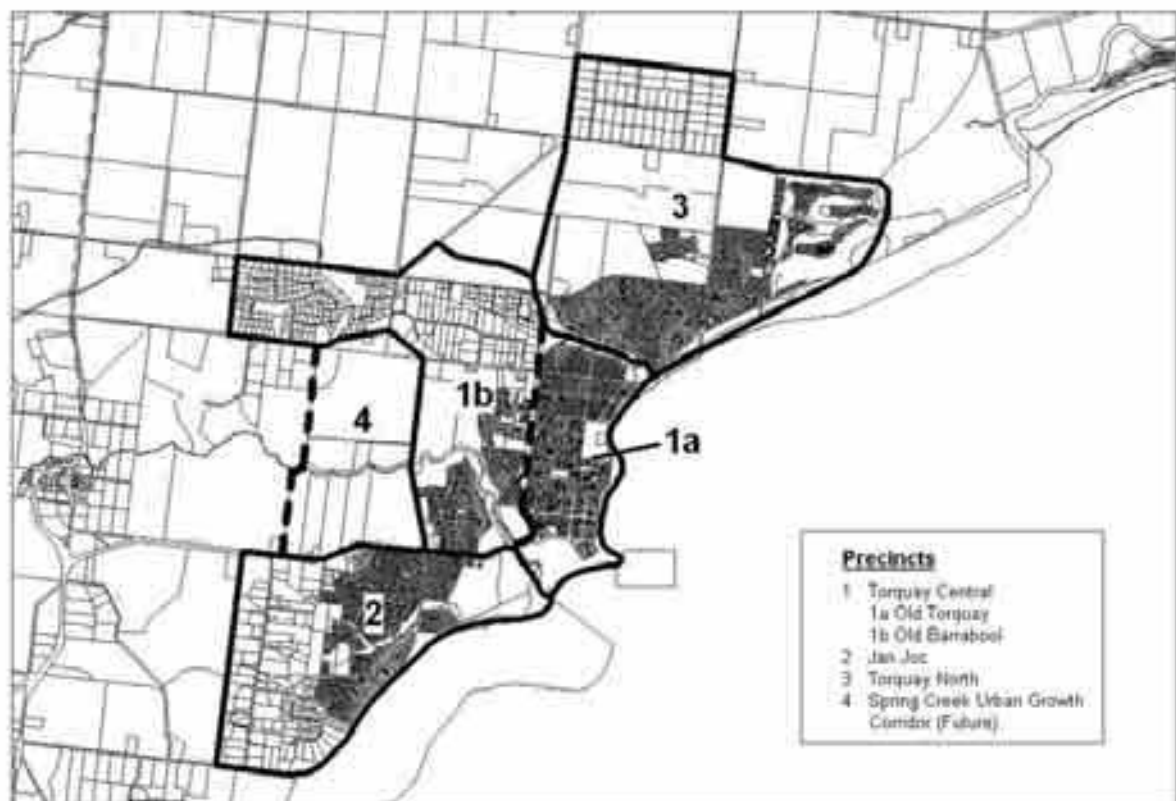 3
1b
4
1a
2
Precincts
1 Torquay Central
1a Old Torquay
1b Old Barrabool
2 Jan Juc
3 Torquay North
4 Spring Creek Urban Growth
Corridor (Future)